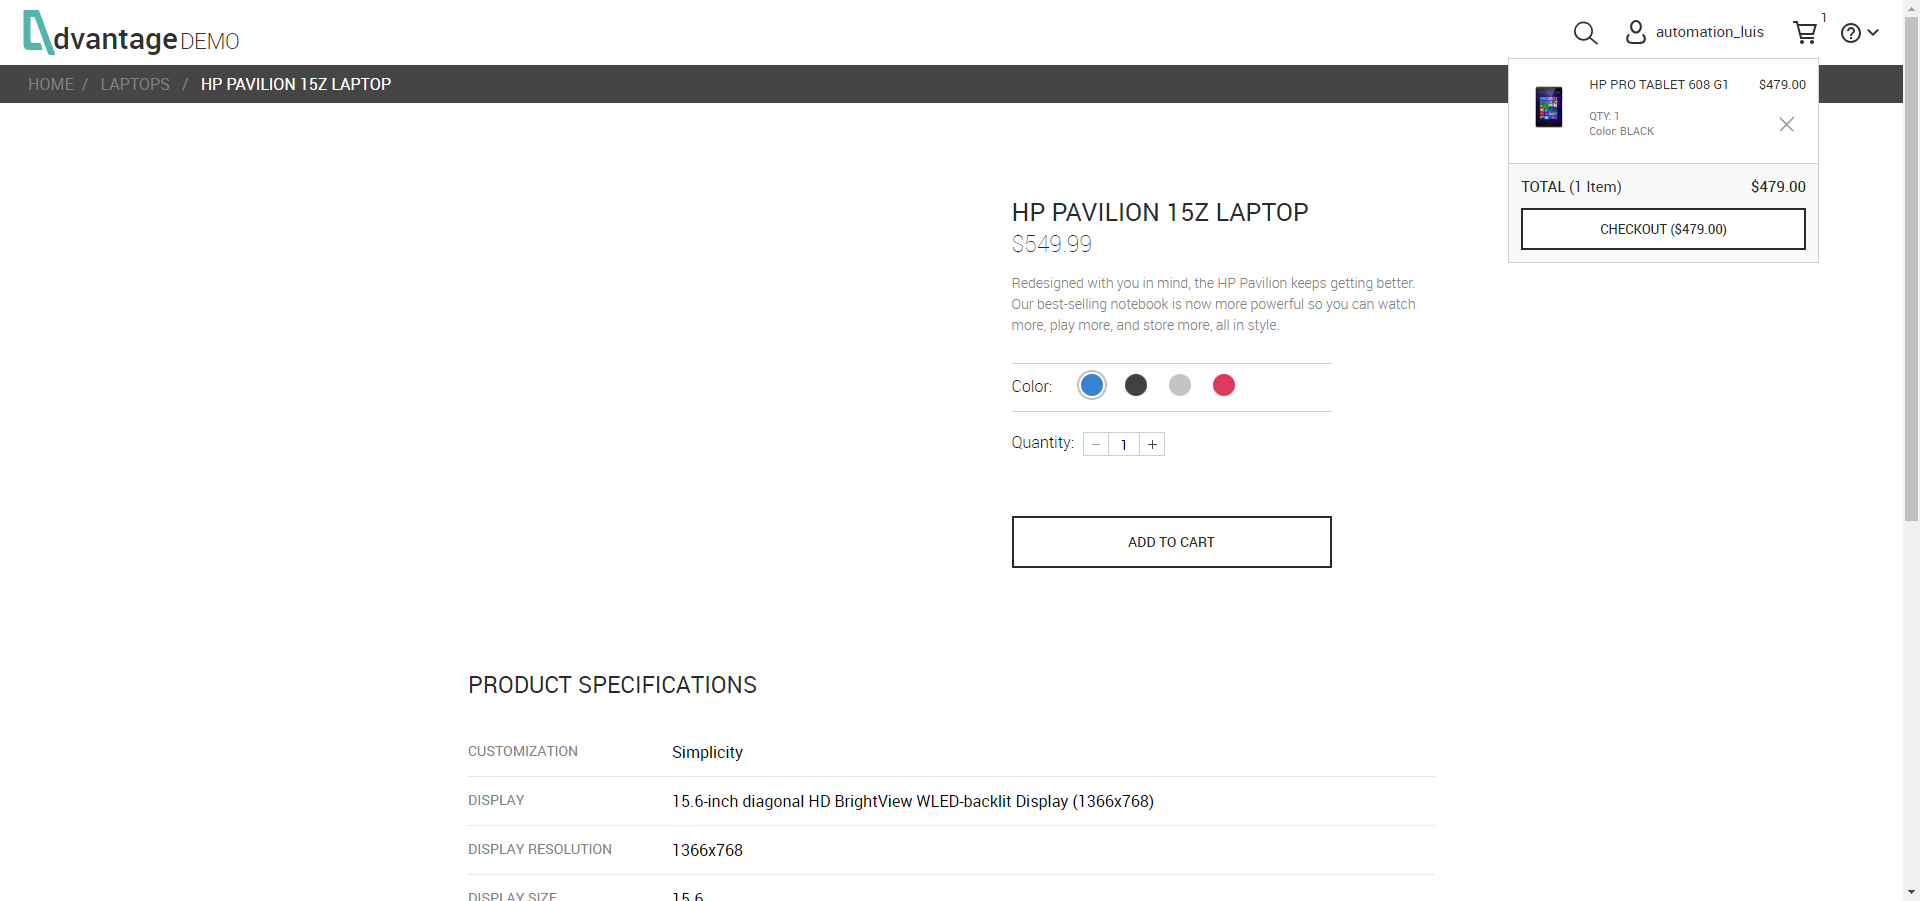 dvantage DEMO
automation_luis
1
HOME / LAPTOPS / HP PAVILION 15Z LAPTOP
HP PRO TABLET 608 G1 $479.00
QTY: 1
Color: BLACK
TOTAL (1 Item) $479.00
CHECKOUT ($479.00)
HP PAVILION 15Z LAPTOP
$549.99
Redesigned with you in mind, the HP Pavilion keeps getting better.
Our best-selling notebook is now more powerful so you can watch
more, play more, and store more, all in style.
Color:
Quantity: − 1 +
ADD TO CART
PRODUCT SPECIFICATIONS
CUSTOMIZATION Simplicity
DISPLAY 15.6-inch diagonal HD BrightView WLED-backlit Display (1366x768)
DISPLAY RESOLUTION 1366x768
DISPLAY SIZE 15.6